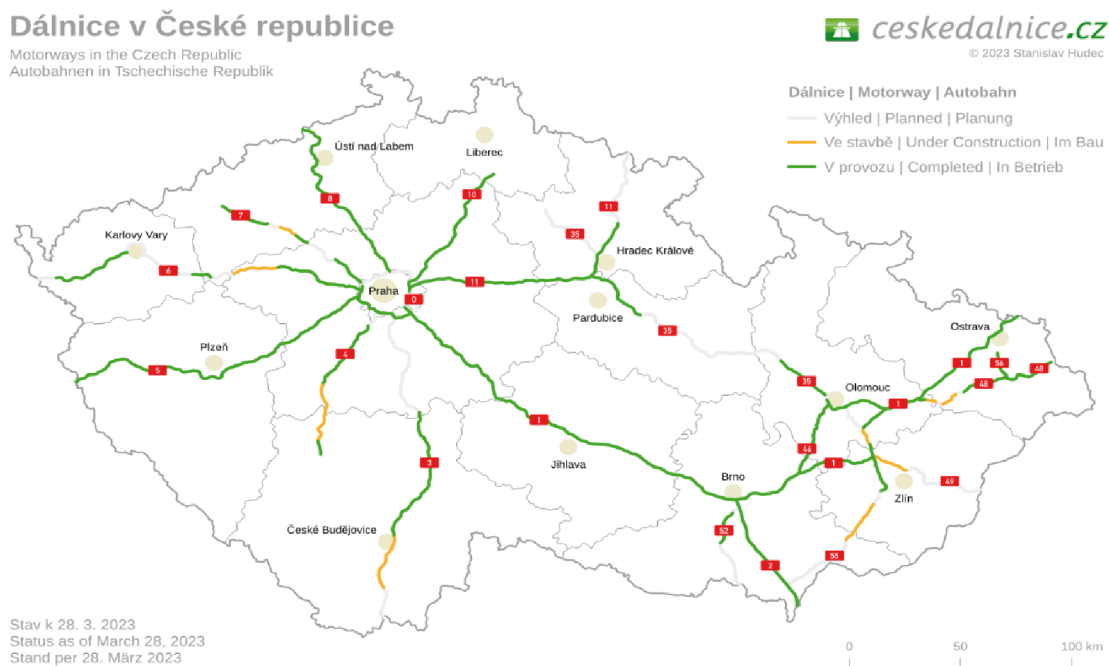 Dálnice v České republice
Motorways in the Czech Republic
Autobahnen in Tschechische Republik
ceskedalnice.cz
© 2023 Stanislav Hudec
Dálnice | Motorway | Autobahn
Výhled | Planned | Planung
Ve stavbě | Under Construction | Im Bau
V provozu | Completed | In Betrieb
Ústí nad Labem
Liberec
8
10
11
7
35
Karlovy Vary
Hradec Králové
6
11
Praha
0
Pardubice
35
Ostrava
Plzeň
4
5
1
56
48
48
35
Olomouc
1
1
3
Jihlava
46
1
Brno
49
Zlín
České Budějovice
52
55
2
Stav k 28. 3. 2023
Status as of March 28, 2023
Stand per 28. März 2023
0
50
100 km